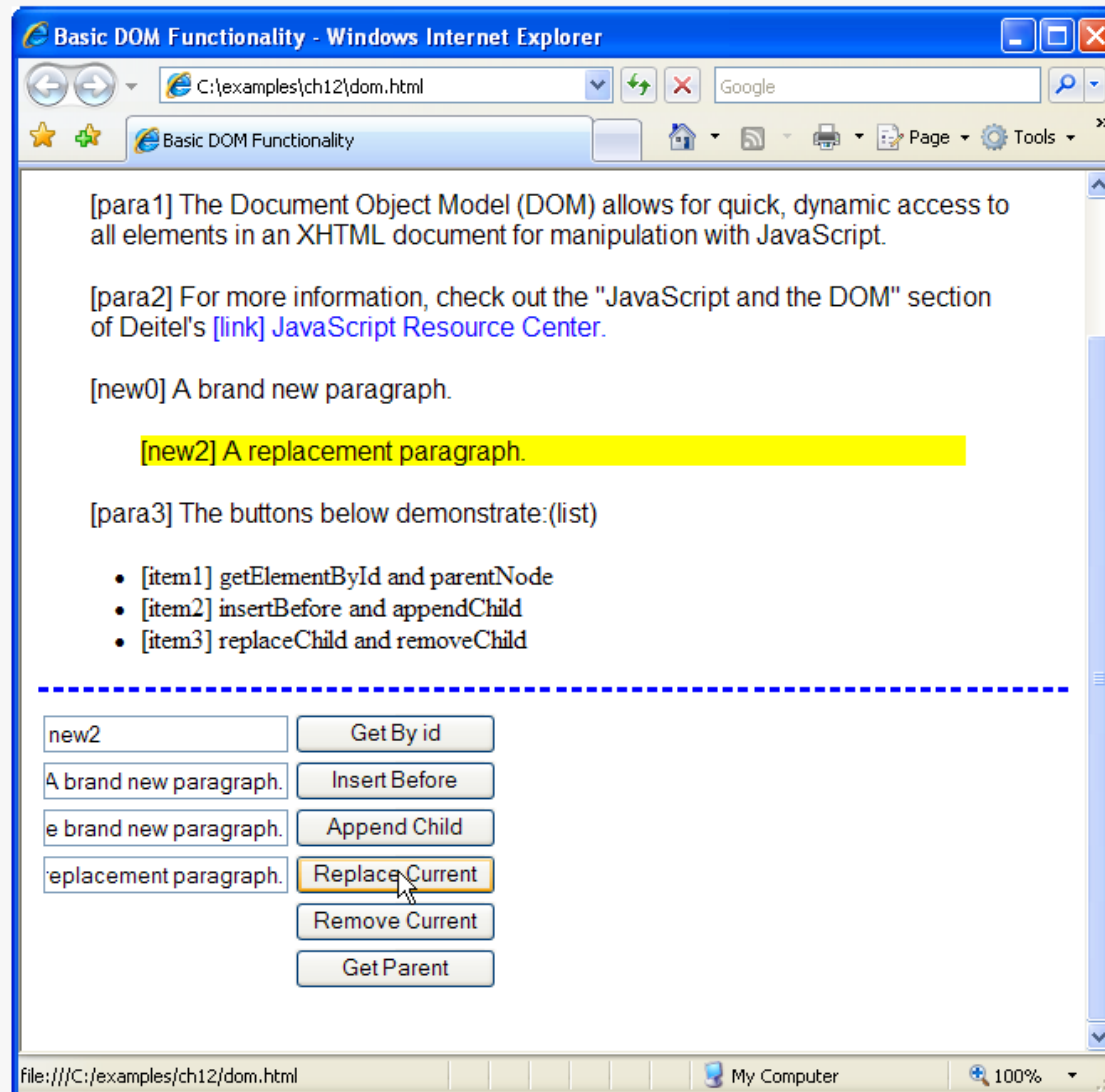 Basic DOM Functionality - Windows Internet Explorer
C:\examples\ch12\dom.html
Google
Basic DOM Functionality
Page
Tools
»
[para1] The Document Object Model (DOM) allows for quick, dynamic access to
all elements in an XHTML document for manipulation with JavaScript.
[para2] For more information, check out the "JavaScript and the DOM" section
of Deitel's [link] JavaScript Resource Center.
[new0] A brand new paragraph.
[new2] A replacement paragraph.
[para3] The buttons below demonstrate:(list)
• [item1] getElementById and parentNode
• [item2] insertBefore and appendChild
• [item3] replaceChild and removeChild
new2 Get By id
A brand new paragraph. Insert Before
e brand new paragraph. Append Child
eplacement paragraph. Replace Current
Remove Current
Get Parent
file:///C:/examples/ch12/dom.html My Computer 100%